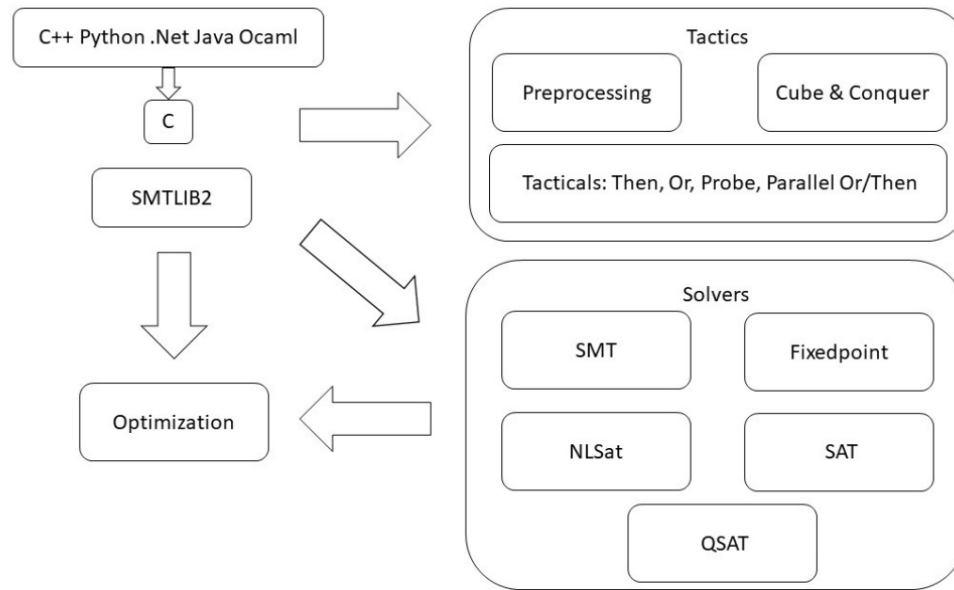 C++ Python .Net Java Ocaml
C
SMTLIB2
Optimization
Tactics
Preprocessing
Cube & Conquer
Tacticals: Then, Or, Probe, Parallel Or/Then
Solvers
SMT
Fixedpoint
NLSat
SAT
QSAT